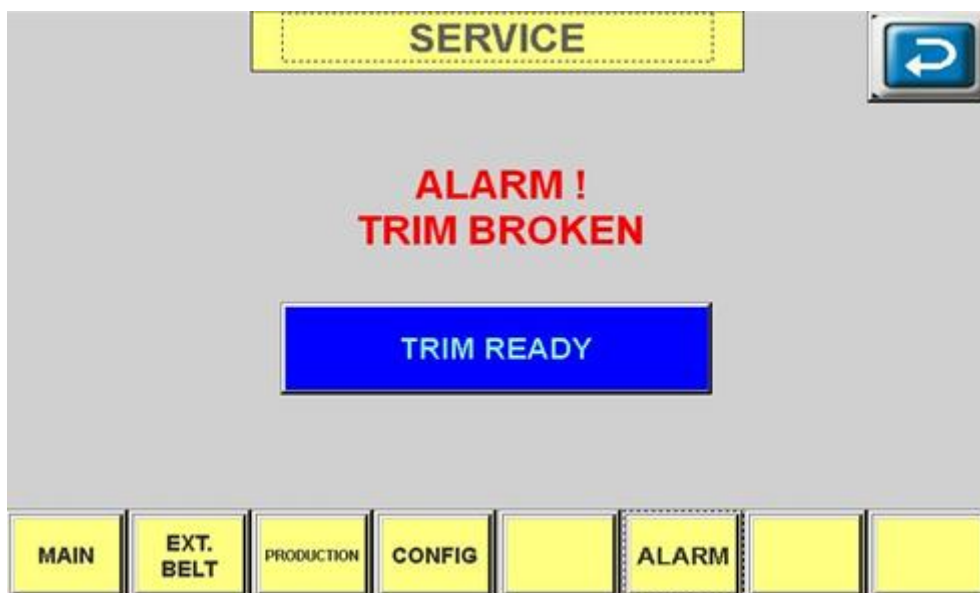 SERVICE
ALARM !
TRIM BROKEN
TRIM READY
MAIN
EXT.
BELT
PRODUCTION
CONFIG
ALARM